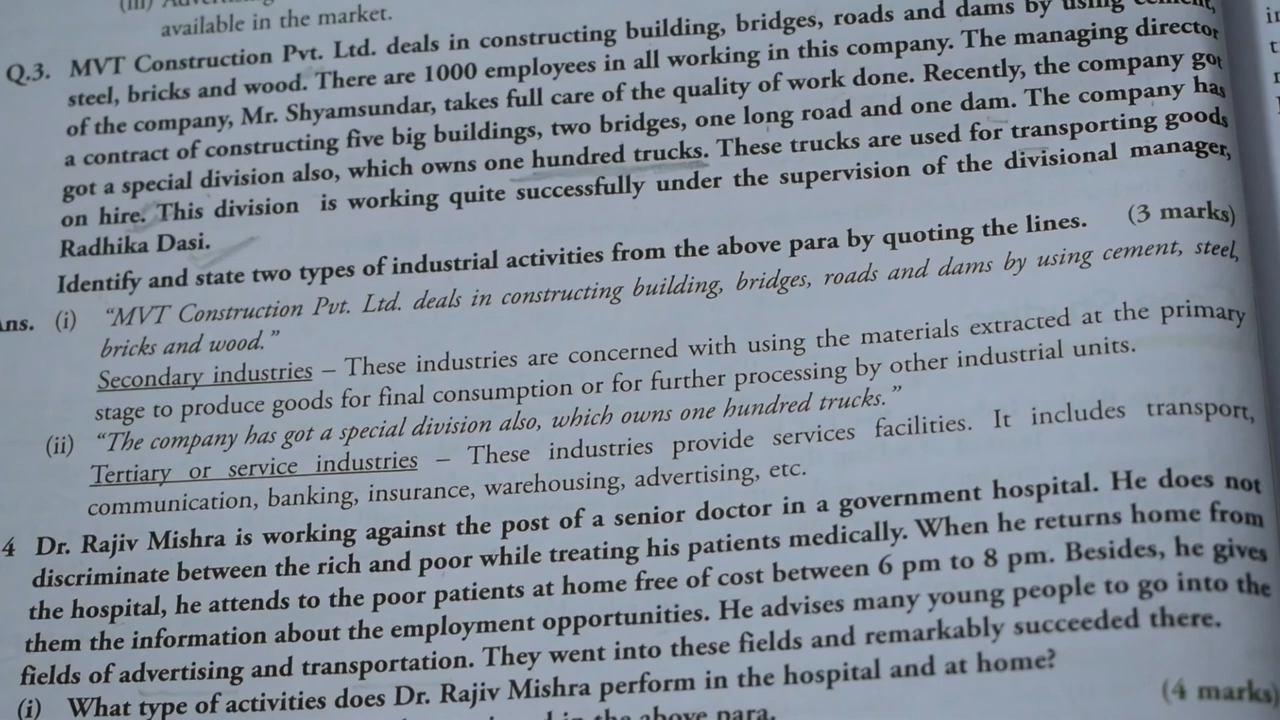 (iii)
available in the market.
Q.3. MVT Construction Pvt. Ltd. deals in constructing building, bridges, roads and dams by using cement,
steel, bricks and wood. There are 1000 employees in all working in this company. The managing director
of the company, Mr. Shyamsundar, takes full care of the quality of work done. Recently, the company got
a contract of constructing five big buildings, two bridges, one long road and one dam. The company has
got a special division also, which owns one hundred trucks. These trucks are used for transporting goods
on hire. This division is working quite successfully under the supervision of the divisional manager,
Radhika Dasi.
Identify and state two types of industrial activities from the above para by quoting the lines. (3 marks)
Ans. (i) “MVT Construction Pvt. Ltd. deals in constructing building, bridges, roads and dams by using cement, steel,
bricks and wood.”
Secondary industries – These industries are concerned with using the materials extracted at the primary
stage to produce goods for final consumption or for further processing by other industrial units.
(ii) “The company has got a special division also, which owns one hundred trucks.”
Tertiary or service industries – These industries provide services facilities. It includes transport,
communication, banking, insurance, warehousing, advertising, etc.
4 Dr. Rajiv Mishra is working against the post of a senior doctor in a government hospital. He does not
discriminate between the rich and poor while treating his patients medically. When he returns home from
the hospital, he attends to the poor patients at home free of cost between 6 pm to 8 pm. Besides, he gives
them the information about the employment opportunities. He advises many young people to go into the
fields of advertising and transportation. They went into these fields and remarkably succeeded there.
(i) What type of activities does Dr. Rajiv Mishra perform in the hospital and at home?
(4 marks)
the above para.